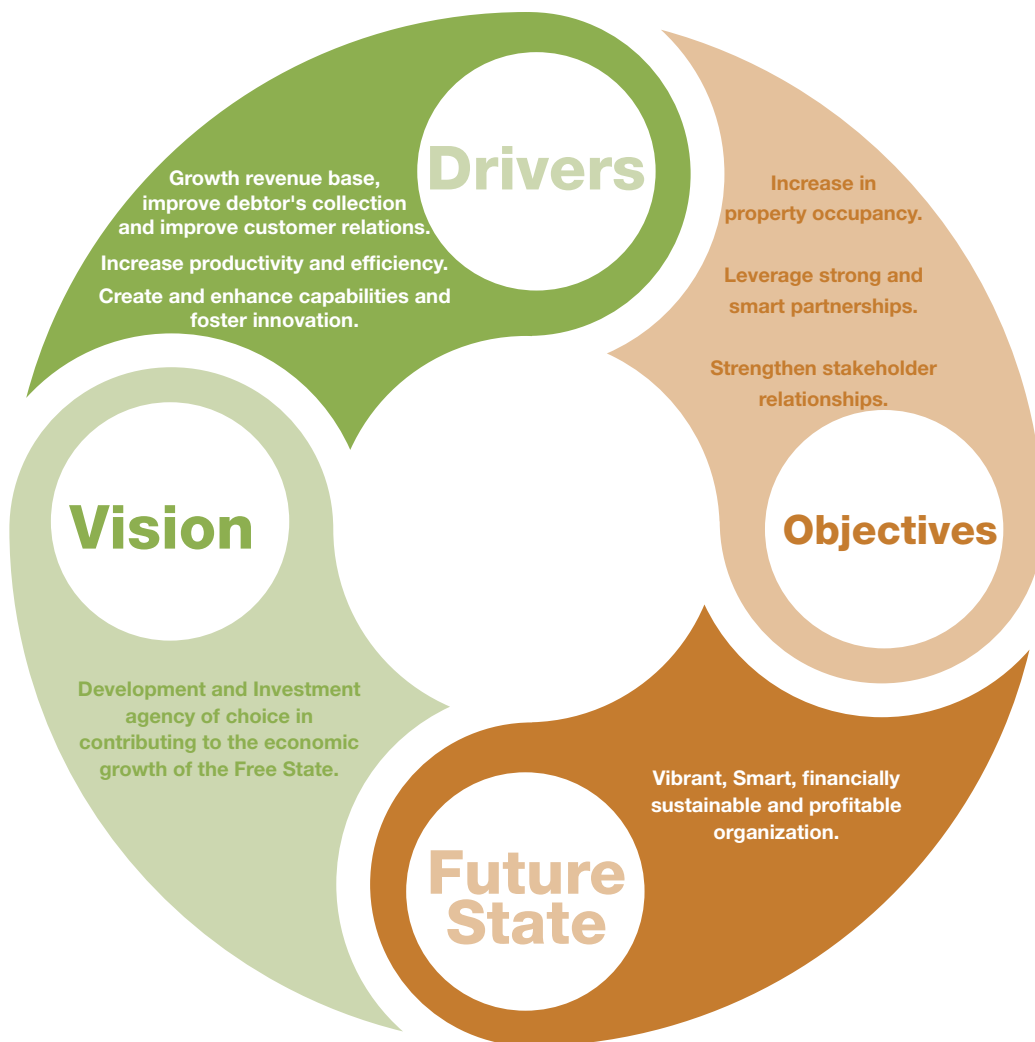 Drivers
Growth revenue base,
improve debtor's collection
and improve customer relations.
Increase productivity and efficiency.
Create and enhance capabilities and
foster innovation.
Increase in
property occupancy.
Leverage strong and
smart partnerships.
Strengthen stakeholder
relationships.
Objectives
Vision
Development and Investment
agency of choice in
contributing to the economic
growth of the Free State.
Vibrant, Smart, financially
sustainable and profitable
organization.
Future
State